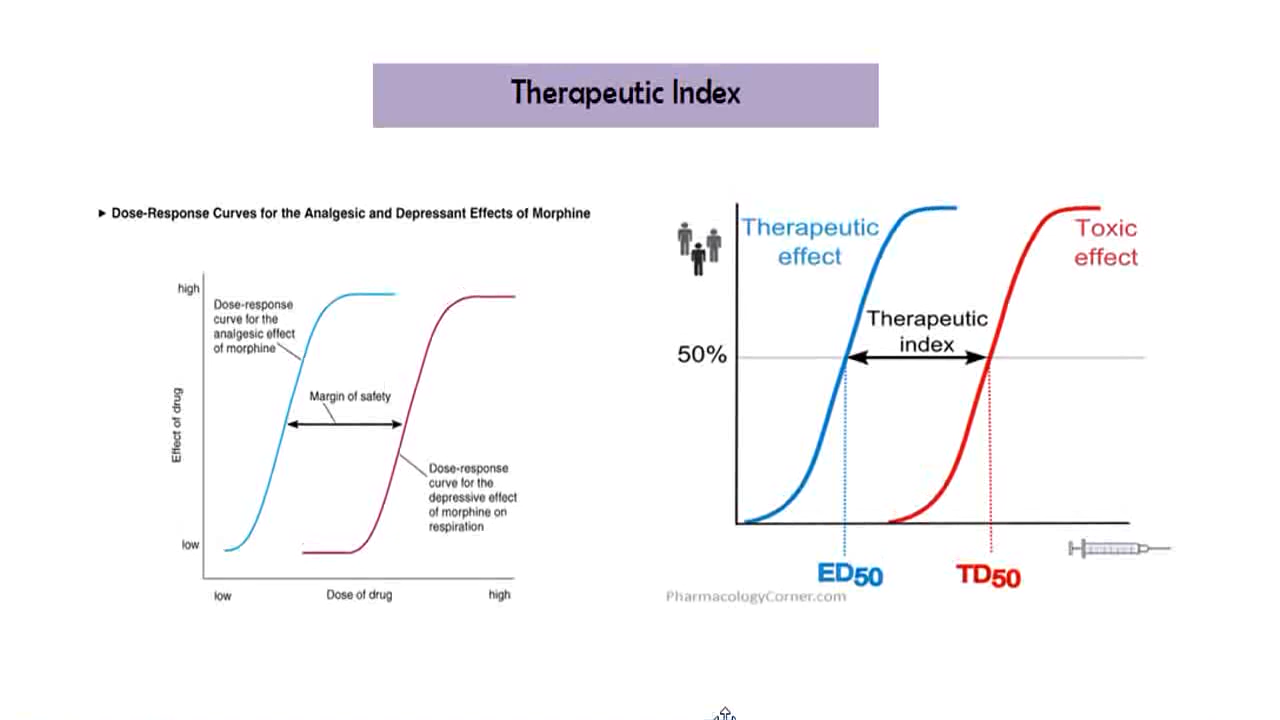 Therapeutic Index
► Dose-Response Curves for the Analgesic and Depressant Effects of Morphine
high
Dose-response
curve for the
analgesic effect
of morphine
Margin of safety
Effect of drug
Dose-response
curve for the
depressive effect
of morphine on
respiration
low
low
Dose of drug
high
Therapeutic
effect
Toxic
effect
Therapeutic
index
50%
ED50
TD50
PharmacologyCorner.com